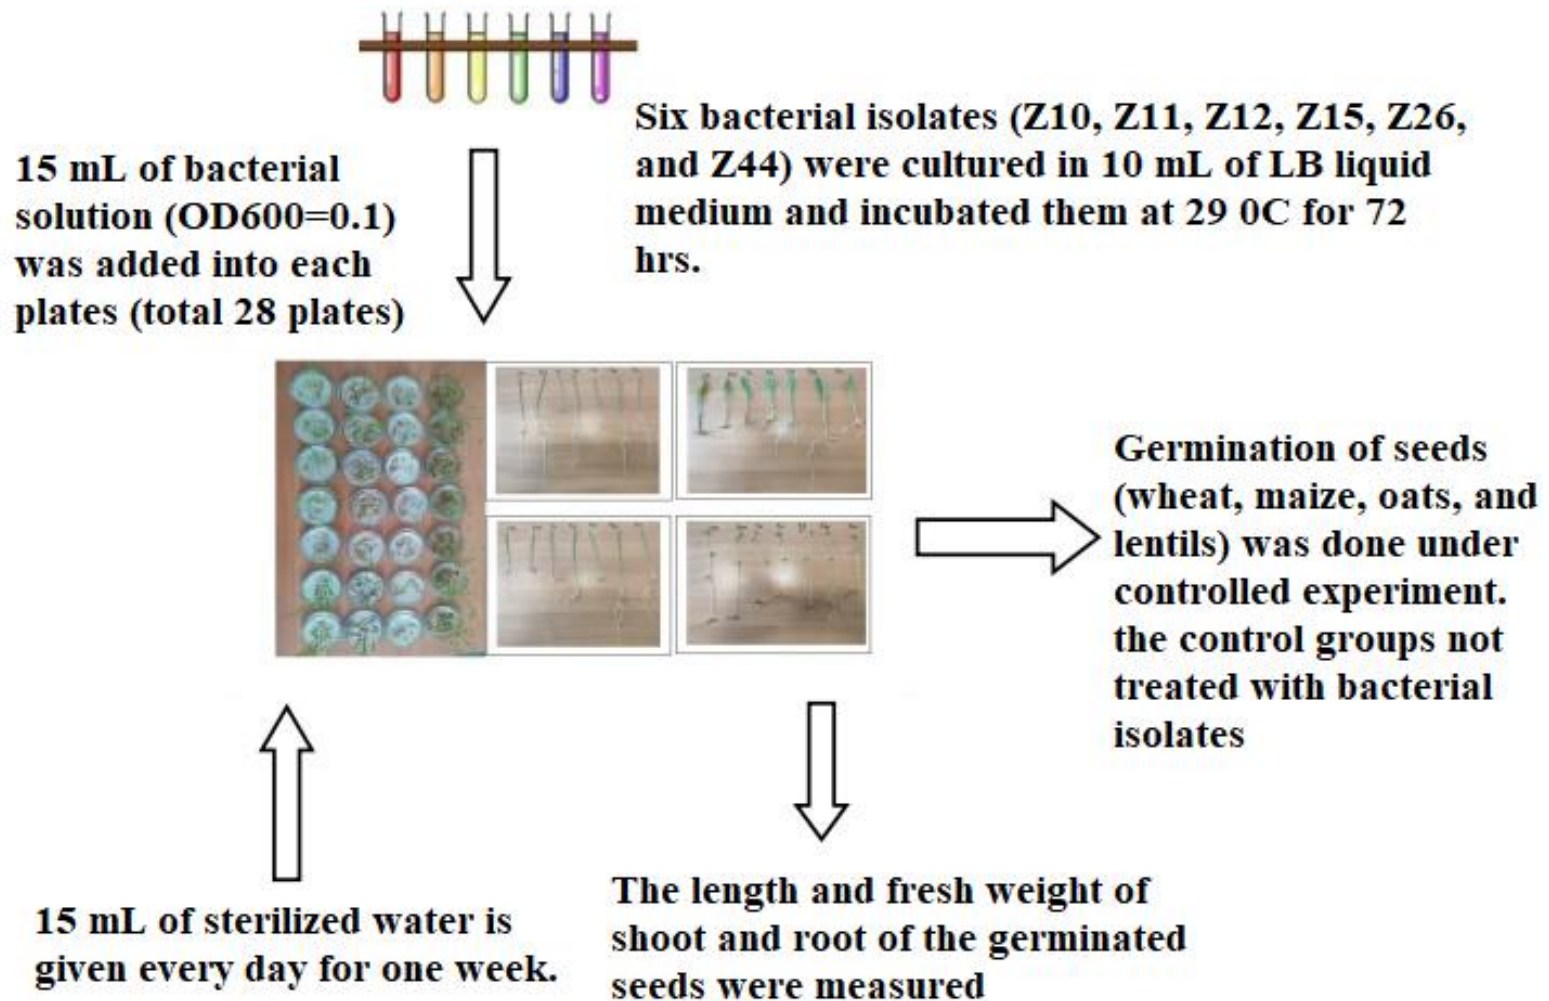 Six bacterial isolates (Z10, Z11, Z12, Z15, Z26,
and Z44) were cultured in 10 mL of LB liquid
medium and incubated them at 29 0C for 72
hrs.
15 mL of bacterial
solution (OD600=0.1)
was added into each
plates (total 28 plates)
Germination of seeds
(wheat, maize, oats, and
lentils) was done under
controlled experiment.
the control groups not
treated with bacterial
isolates
15 mL of sterilized water is
given every day for one week.
The length and fresh weight of
shoot and root of the germinated
seeds were measured